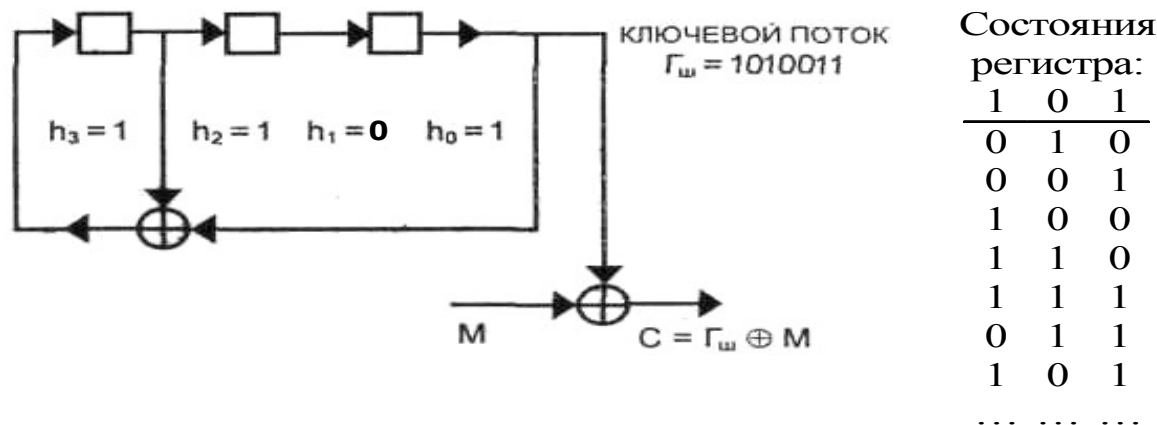 КЛЮЧЕВОЙ ПОТОК
Гш = 1010011
h₃ = 1 h₂ = 1 h₁ = 0 h₀ = 1
M
C = Гш ⊕ M
Состояния
регистра:
1 0 1
0 1 0
0 0 1
1 0 0
1 1 0
1 1 1
0 1 1
1 0 1
... ... ...